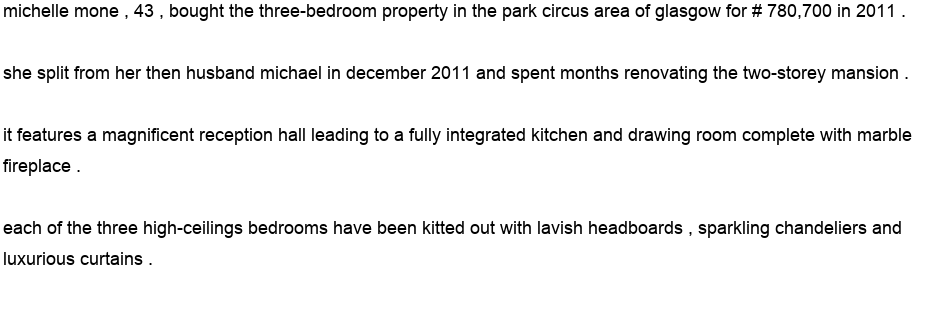 michelle mone , 43 , bought the three-bedroom property in the park circus area of glasgow for # 780,700 in 2011 .
she split from her then husband michael in december 2011 and spent months renovating the two-storey mansion .
it features a magnificent reception hall leading to a fully integrated kitchen and drawing room complete with marble
fireplace .
each of the three high-ceilings bedrooms have been kitted out with lavish headboards , sparkling chandeliers and
luxurious curtains .